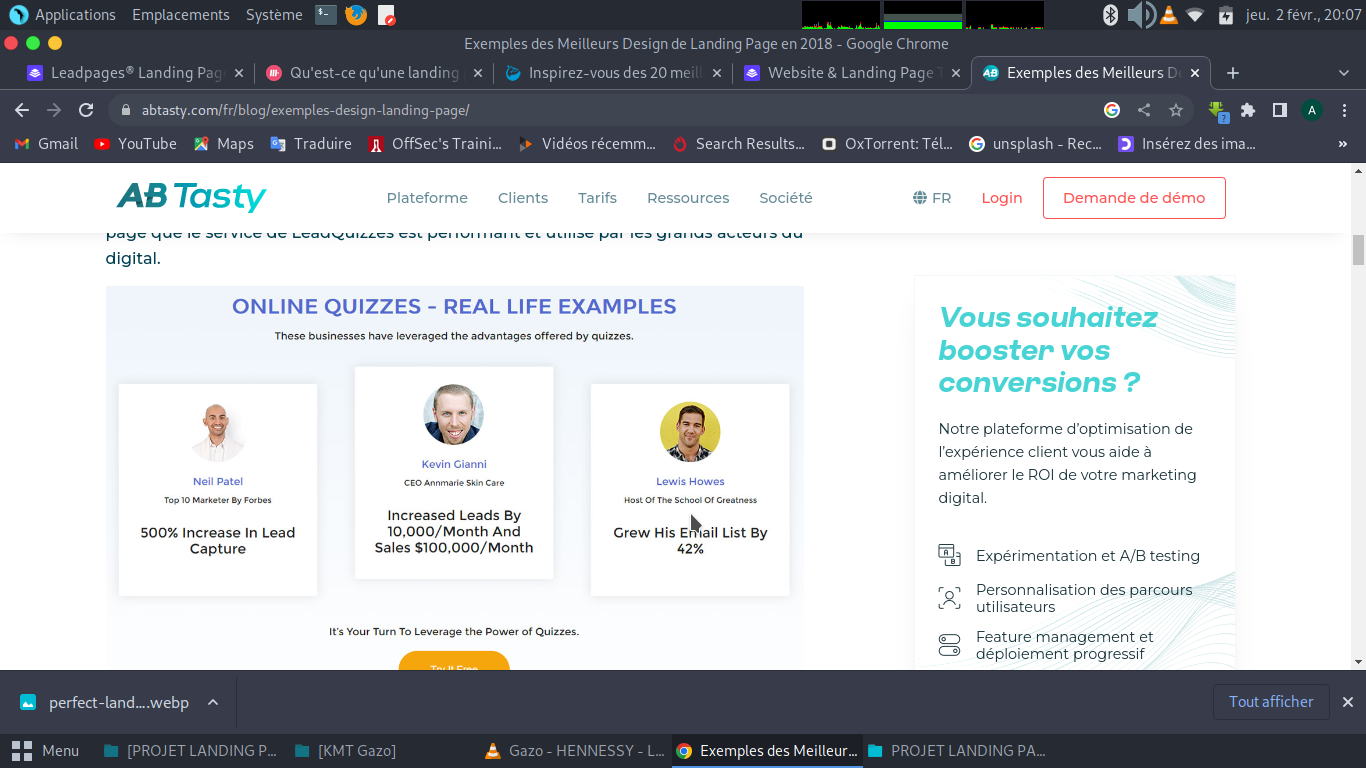 Applications Emplacements Système jeu. 2 févr., 20:07
Exemples des Meilleurs Design de Landing Page en 2018 - Google Chrome
Leadpages® Landing Pag Qu'est-ce qu'une landing Inspirez-vous des 20 meil Website & Landing Page T Exemples des Meilleurs De
abtasty.com/fr/blog/exemples-design-landing-page/
Gmail YouTube Maps Traduire OffSec's Traini... Vidéos récemm... Search Results... OxTorrent: Tél... unsplash - Rec... Insérez des ima... »
AB Tasty Plateforme Clients Tarifs Ressources Société FR Login Demande de démo
page que le service de LeadQuizzes est performant et utilisé par les grands acteurs du
digital.
ONLINE QUIZZES - REAL LIFE EXAMPLES
These businesses have leveraged the advantages offered by quizzes.
Neil Patel
Top 10 Marketer By Forbes
500% Increase In Lead
Capture
Kevin Gianni
CEO Annmarie Skin Care
Increased Leads By
10,000/Month And
Sales $100,000/Month
Lewis Howes
Host Of The School Of Greatness
Grew His Email List By
42%
It's Your Turn To Leverage the Power of Quizzes.
Try It Free
Vous souhaitez
booster vos
conversions ?
Notre plateforme d'optimisation de
l'expérience client vous aide à
améliorer le ROI de votre marketing
digital.
Expérimentation et A/B testing
Personnalisation des parcours
utilisateurs
Feature management et
déploiement progressif
perfect-land....webp Tout afficher
Menu [PROJET LANDING P... [KMT Gazo] Gazo - HENNESSY - L... Exemples des Meilleur... PROJET LANDING PA...